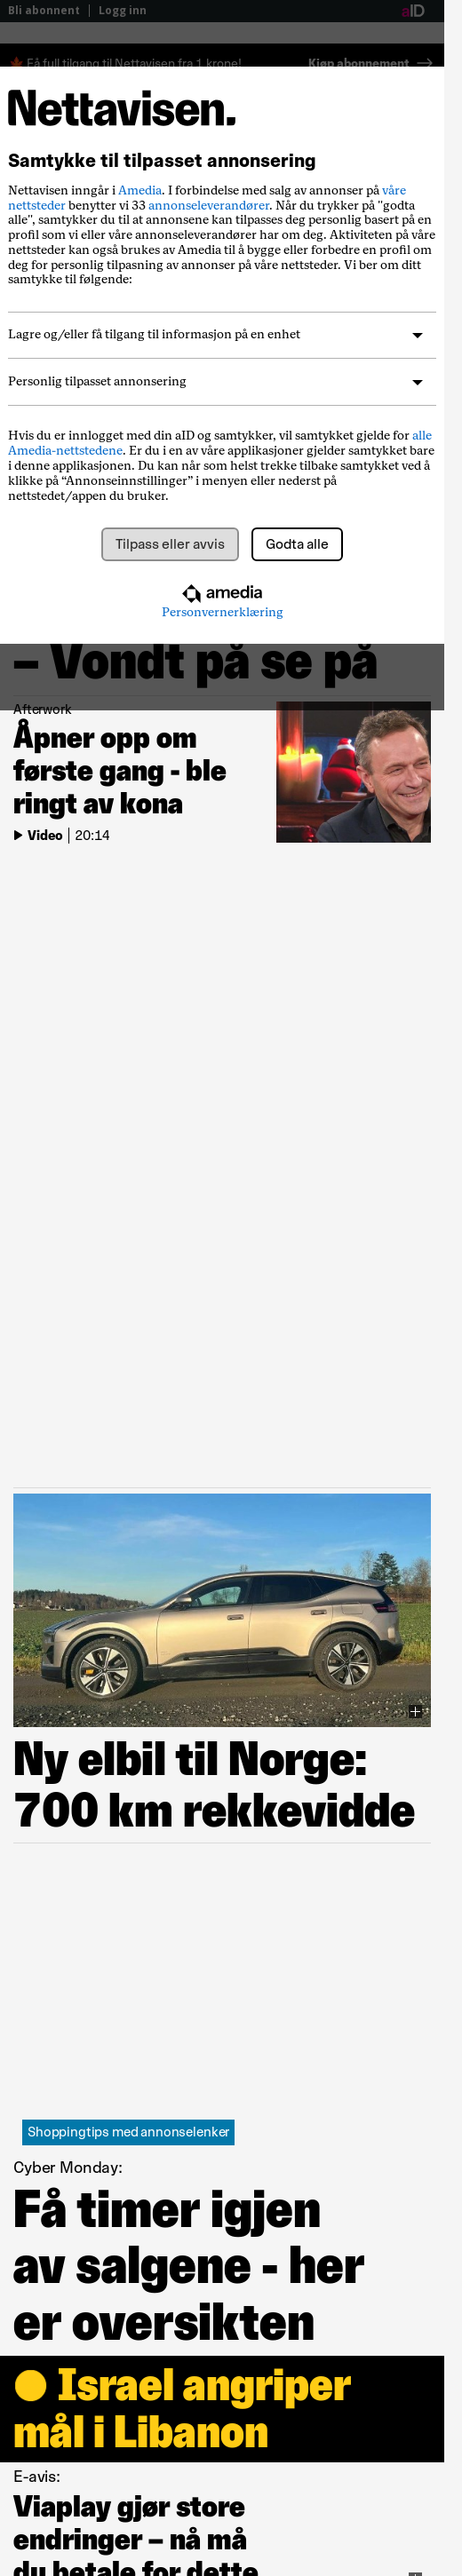 Bli abonnent | Logg inn
aID
Få full tilgang til Nettavisen fra 1 krone!
Kjøp abonnement →
Nettavisen.
Samtykke til tilpasset annonsering
Nettavisen inngår i Amedia. I forbindelse med salg av annonser på våre
nettsteder benytter vi 33 annonseleverandører. Når du trykker på "godta
alle", samtykker du til at annonsene kan tilpasses deg personlig basert på en
profil som vi eller våre annonseleverandører har om deg. Aktiviteten på våre
nettsteder kan også brukes av Amedia til å bygge eller forbedre en profil om
deg for personlig tilpasning av annonser på våre nettsteder. Vi ber om ditt
samtykke til følgende:
Lagre og/eller få tilgang til informasjon på en enhet
Personlig tilpasset annonsering
Hvis du er innlogget med din aID og samtykker, vil samtykket gjelde for alle
Amedia-nettstedene. Er du i en av våre applikasjoner gjelder samtykket bare
i denne applikasjonen. Du kan når som helst trekke tilbake samtykket ved å
klikke på “Annonseinnstillinger” i menyen eller nederst på
nettstedet/appen du bruker.
Tilpass eller avvis
Godta alle
amedia
Personvernerklæring
– Vondt på se på
Afterwork
Åpner opp om
første gang - ble
ringt av kona
Video | 20:14
Ny elbil til Norge:
700 km rekkevidde
Shoppingtips med annonselenker
Cyber Monday:
Få timer igjen
av salgene - her
er oversikten
Israel angriper
mål i Libanon
E-avis:
Viaplay gjør store
endringer – nå må
du betale for dette